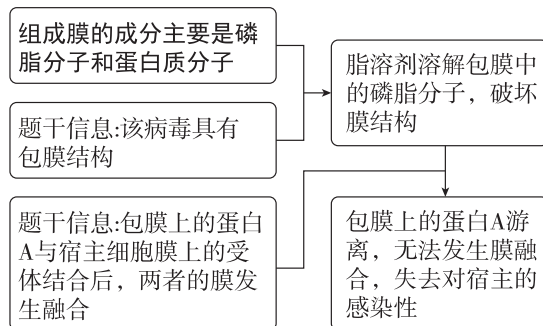 组成膜的成分主要是磷
脂分子和蛋白质分子
题干信息:该病毒具有
包膜结构
题干信息:包膜上的蛋白
A与宿主细胞膜上的受
体结合后，两者的膜发
生融合
脂溶剂溶解包膜中
的磷脂分子，破坏
膜结构
包膜上的蛋白A游
离，无法发生膜融
合，失去对宿主的
感染性